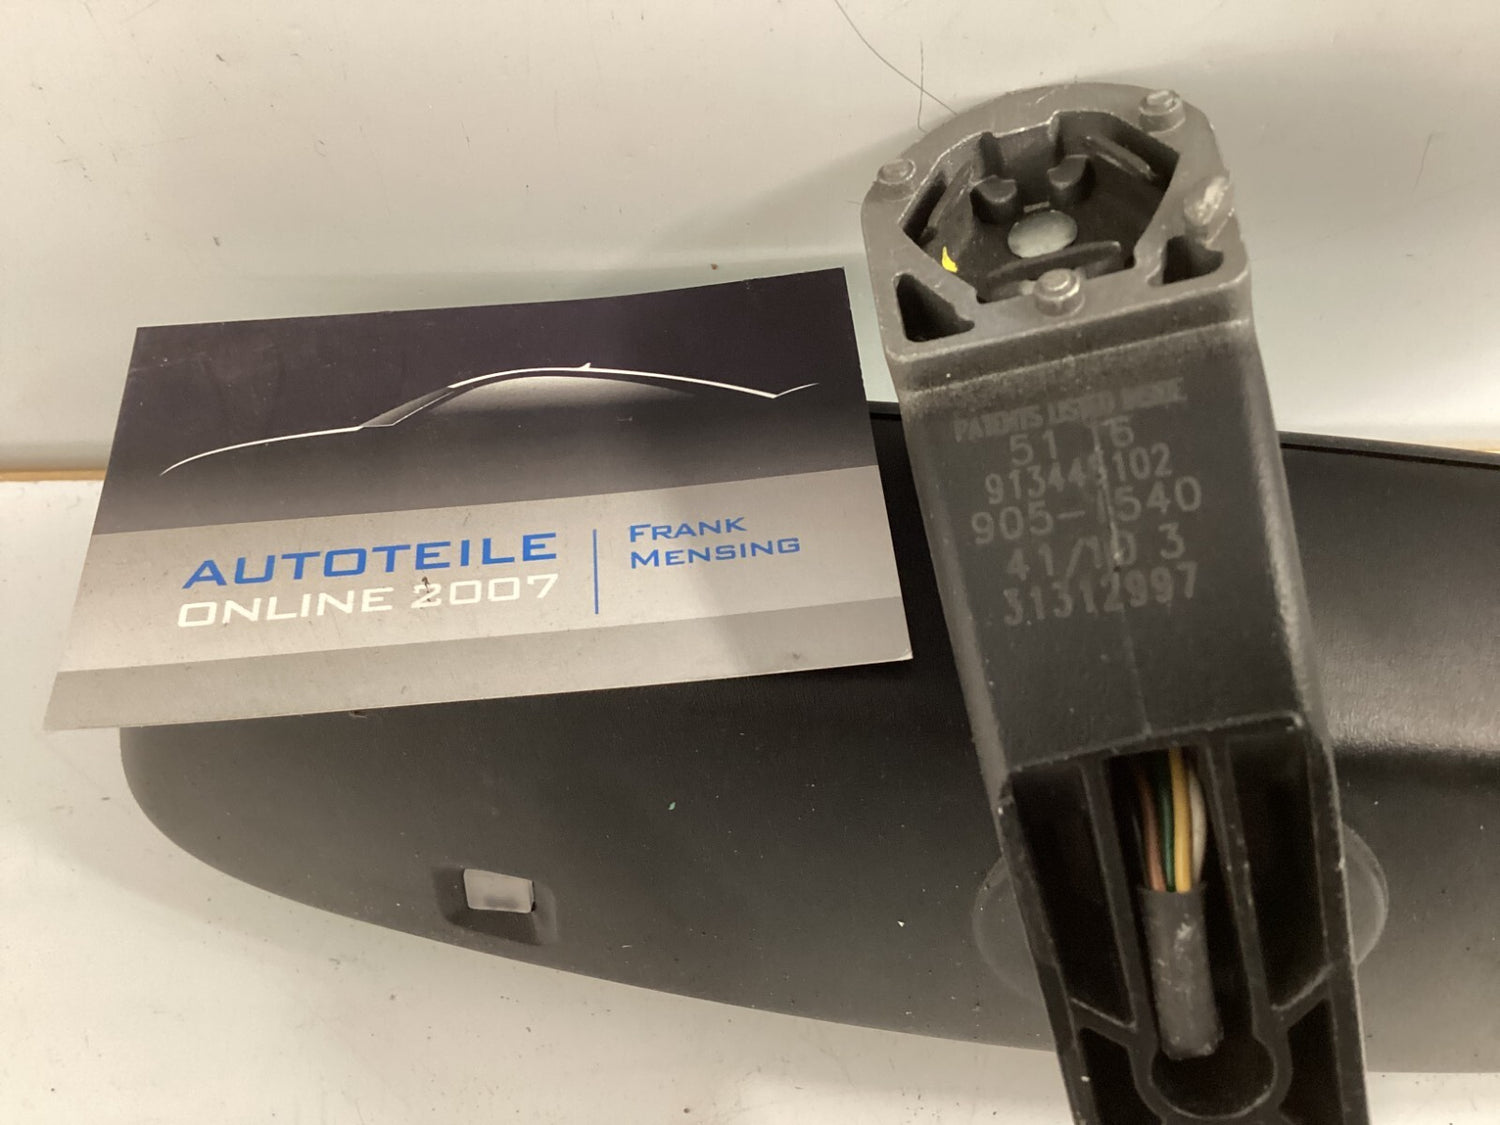 AUTOTEILE
ONLINE 2007
FRANK
MENSING
PATENTS LISTED INSIDE
51 16
913449102
905-1540
41/10 3
31312997